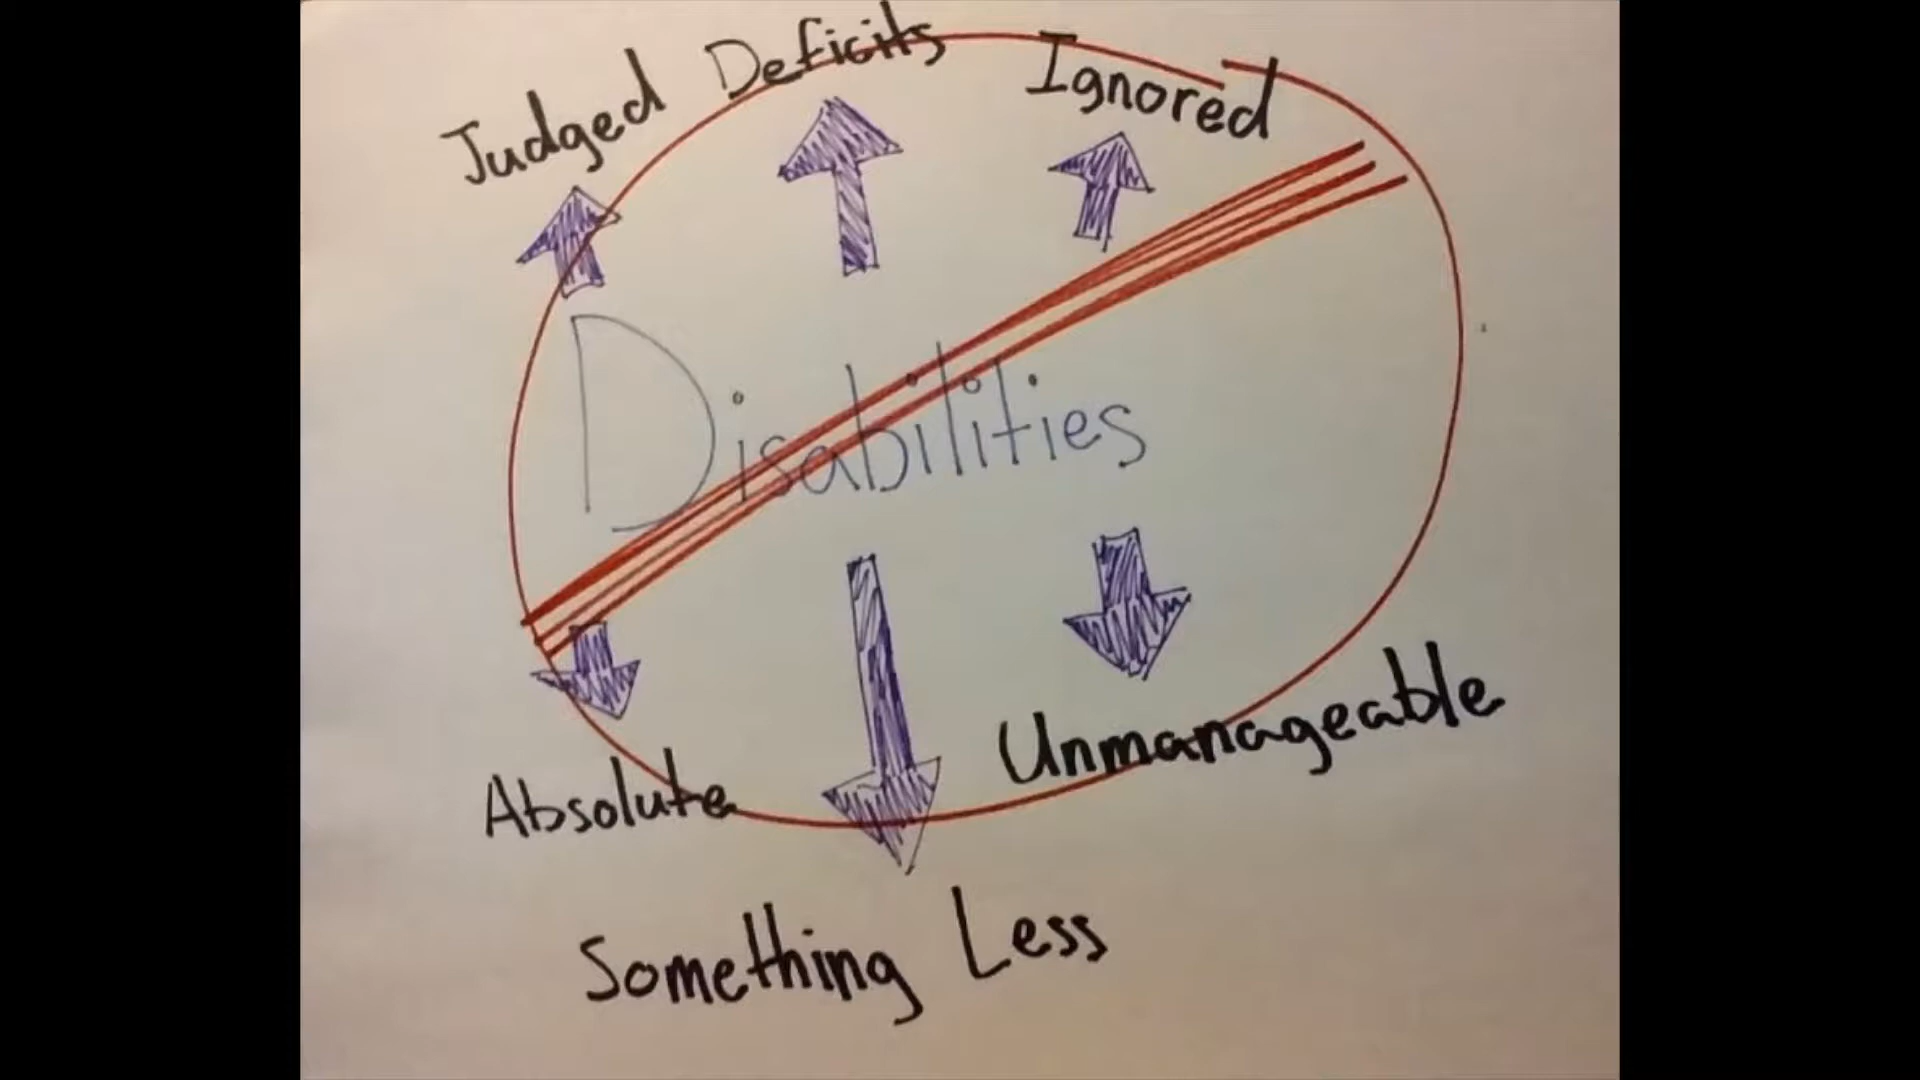 Judged Deficits Ignored
Disabilities
Absolute Unmanageable
Something Less